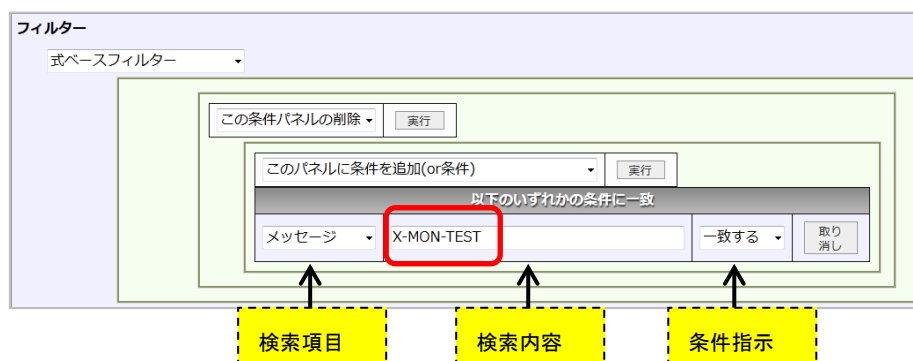 フィルター
式ベースフィルター
この条件パネルの削除 実行
このパネルに条件を追加(or条件) 実行
以下のいずれかの条件に一致
メッセージ X-MON-TEST 一致する 取り
消し
検索項目 検索内容 条件指示